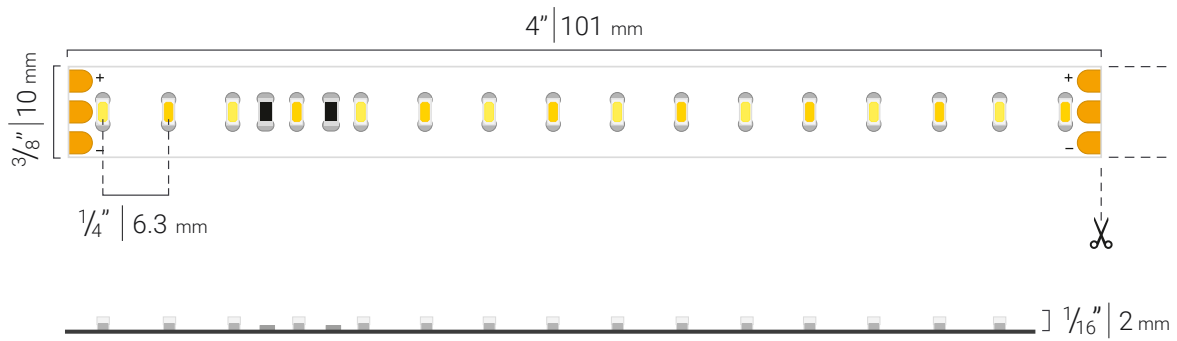 4”|101 mm
3/8”|10 mm
+ +
– –
1/4”|6.3 mm
1/16”|2 mm